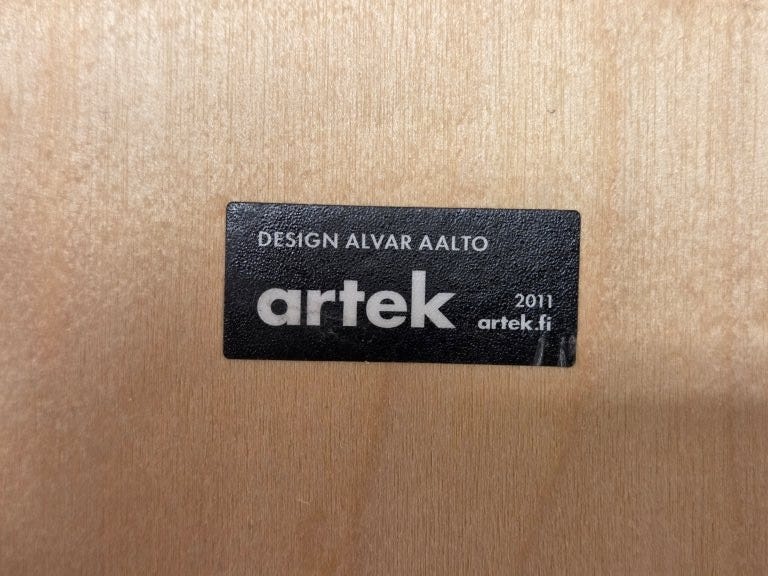 DESIGN ALVAR AALTO
artek
2011
artek.fi